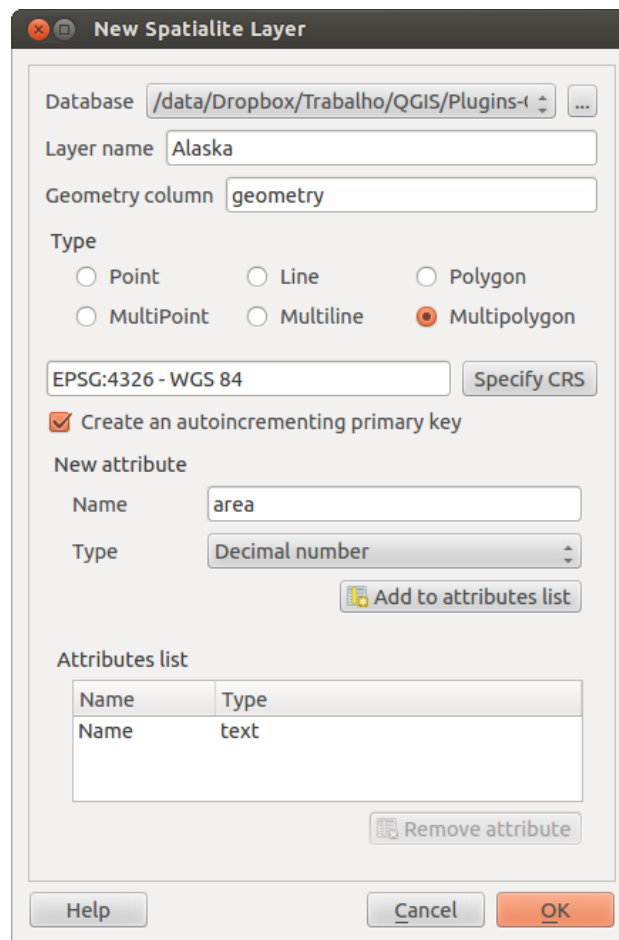 New Spatialite Layer
Database /data/Dropbox/Trabalho/QGIS/Plugins-( ...
Layer name Alaska
Geometry column geometry
Type
Point Line Polygon
MultiPoint Multiline Multipolygon
EPSG:4326 - WGS 84 Specify CRS
Create an autoincrementing primary key
New attribute
Name area
Type Decimal number
Add to attributes list
Attributes list
Name Type
Name text
Remove attribute
Help Cancel OK